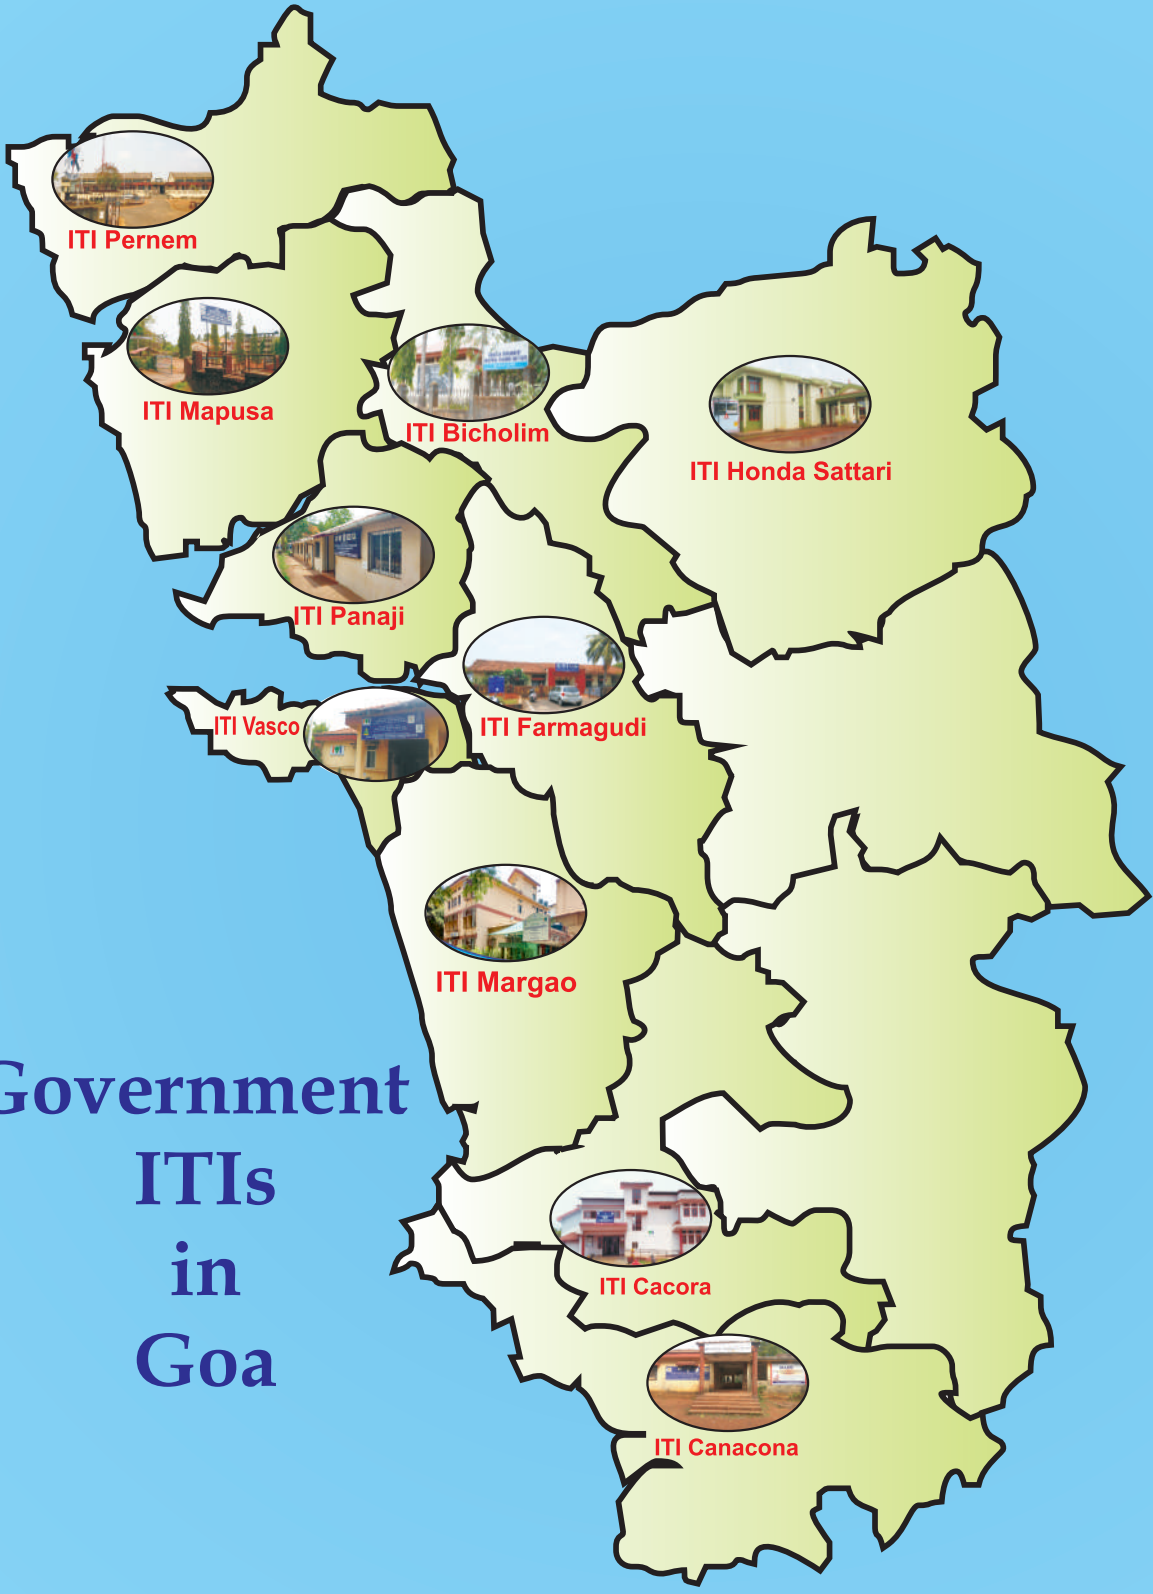 ITI Pernem
ITI Mapusa
ITI Bicholim
ITI Honda Sattari
ITI Panaji
ITI Farmagudi
ITI Vasco
ITI Margao
Government
ITIs
in
Goa
ITI Cacora
ITI Canacona